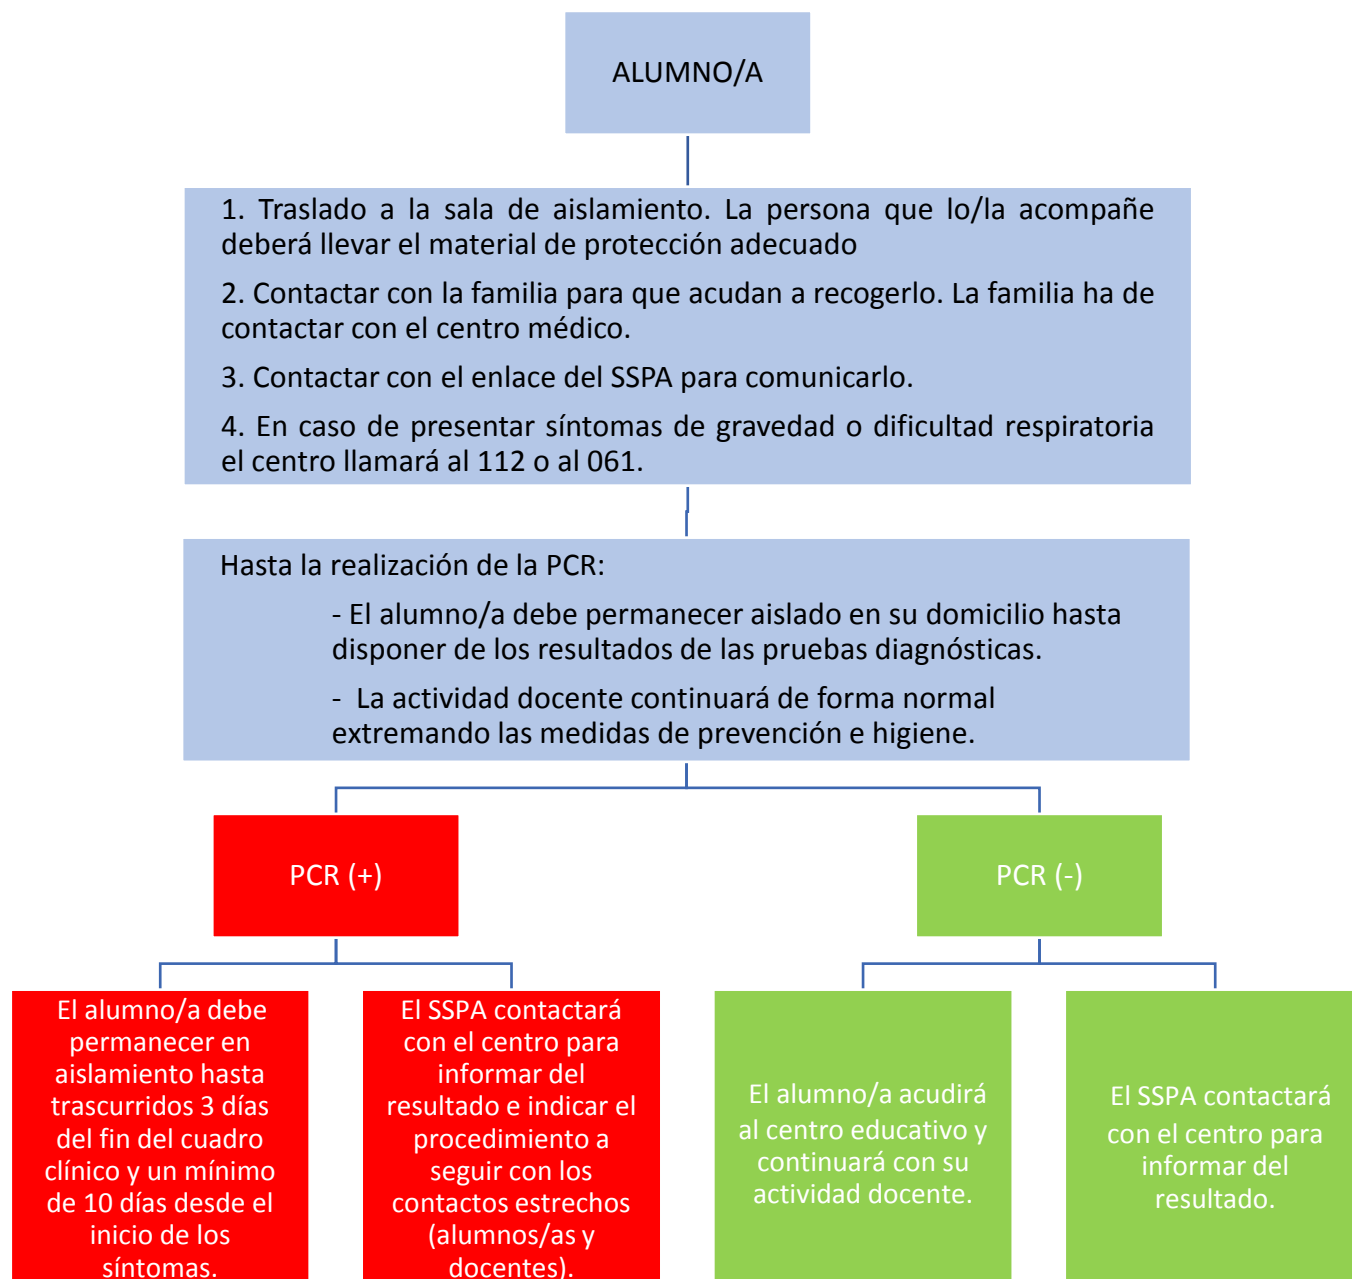 ALUMNO/A
1. Traslado a la sala de aislamiento. La persona que lo/la acompañe
deberá llevar el material de protección adecuado
2. Contactar con la familia para que acudan a recogerlo. La familia ha de
contactar con el centro médico.
3. Contactar con el enlace del SSPA para comunicarlo.
4. En caso de presentar síntomas de gravedad o dificultad respiratoria
el centro llamará al 112 o al 061.
Hasta la realización de la PCR:
- El alumno/a debe permanecer aislado en su domicilio hasta
disponer de los resultados de las pruebas diagnósticas.
- La actividad docente continuará de forma normal
extremando las medidas de prevención e higiene.
PCR (+)
PCR (-)
El alumno/a debe
permanecer en
aislamiento hasta
trascurridos 3 días
del fin del cuadro
clínico y un mínimo
de 10 días desde el
inicio de los
síntomas.
El SSPA contactará
con el centro para
informar del
resultado e indicar el
procedimiento a
seguir con los
contactos estrechos
(alumnos/as y
docentes).
El alumno/a acudirá
al centro educativo y
continuará con su
actividad docente.
El SSPA contactará
con el centro para
informar del
resultado.